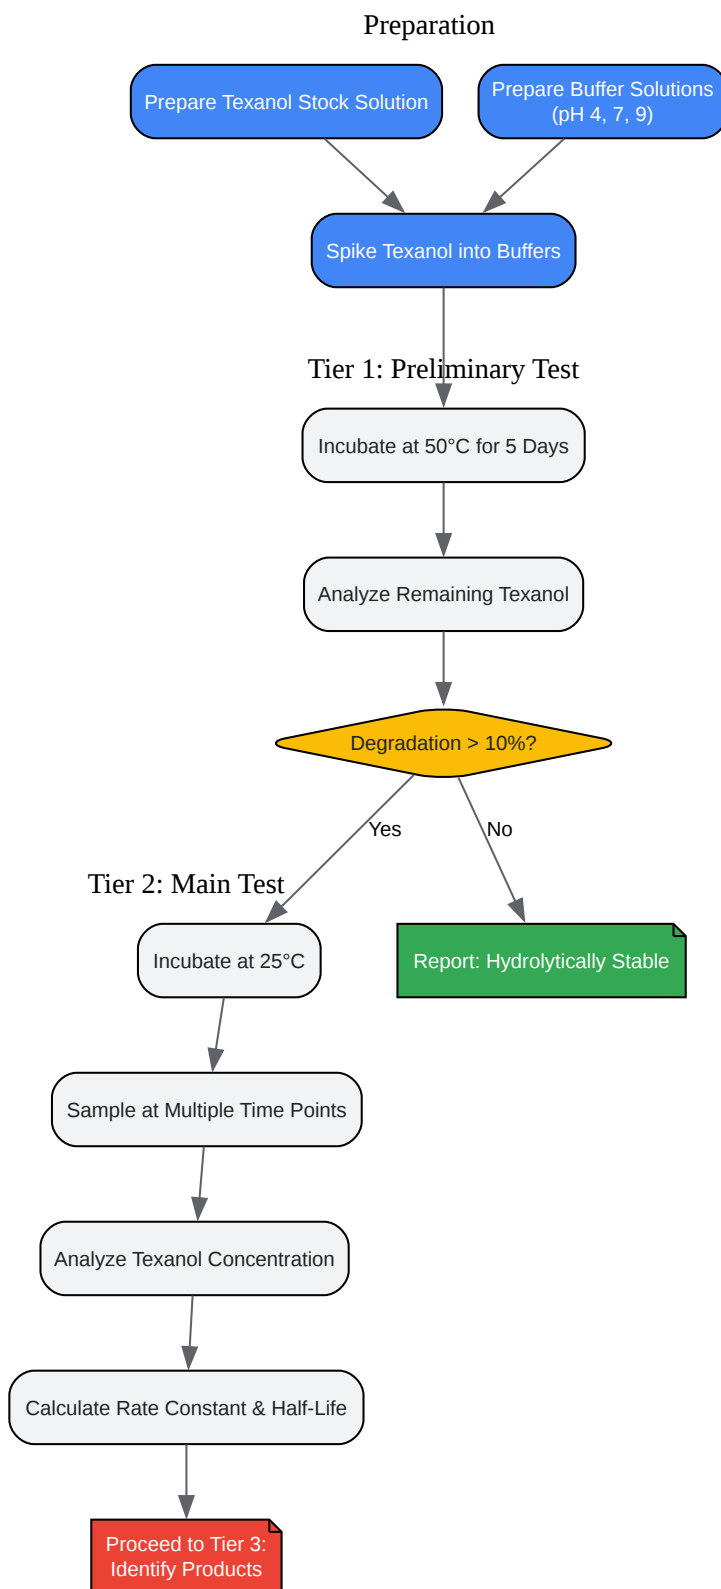 Preparation
Prepare Texanol Stock Solution
Prepare Buffer Solutions
(pH 4, 7, 9)
Spike Texanol into Buffers
Tier 1: Preliminary Test
Incubate at 50°C for 5 Days
Analyze Remaining Texanol
Degradation > 10%?
Yes
No
Tier 2: Main Test
Incubate at 25°C
Report: Hydrolytically Stable
Sample at Multiple Time Points
Analyze Texanol Concentration
Calculate Rate Constant & Half-Life
Proceed to Tier 3:
Identify Products